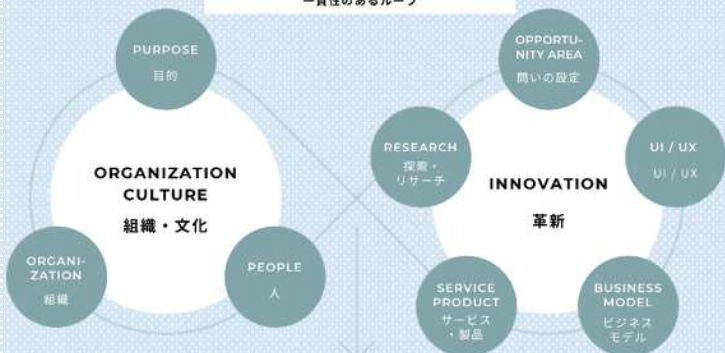 一貫性のあるループ
PURPOSE
目的
ORGANIZATION
CULTURE
組織・文化
ORGANI-
ZATION
組織
PEOPLE
人
OPPORTU-
NITY AREA
問いの設定
RESEARCH
探索・
リサーチ
UI / UX
UI / UX
INNOVATION
革新
SERVICE
PRODUCT
サービス
・製品
BUSINESS
MODEL
ビジネス
モデル